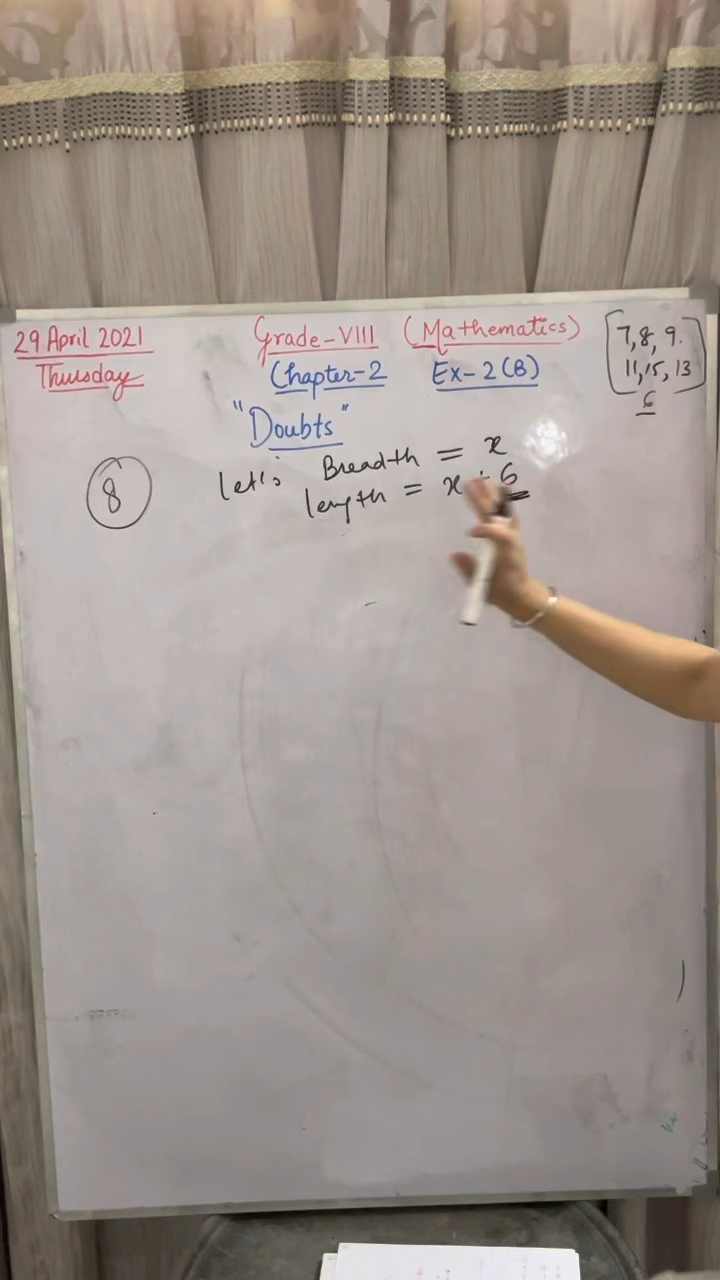 29 April 2021
Thursday
Grade-VIII (Mathematics)
Chapter-2 Ex-2(B)
"Doubts"
7, 8, 9.
11, 15, 13
6
8
let's Breadth = x
length = x + 6